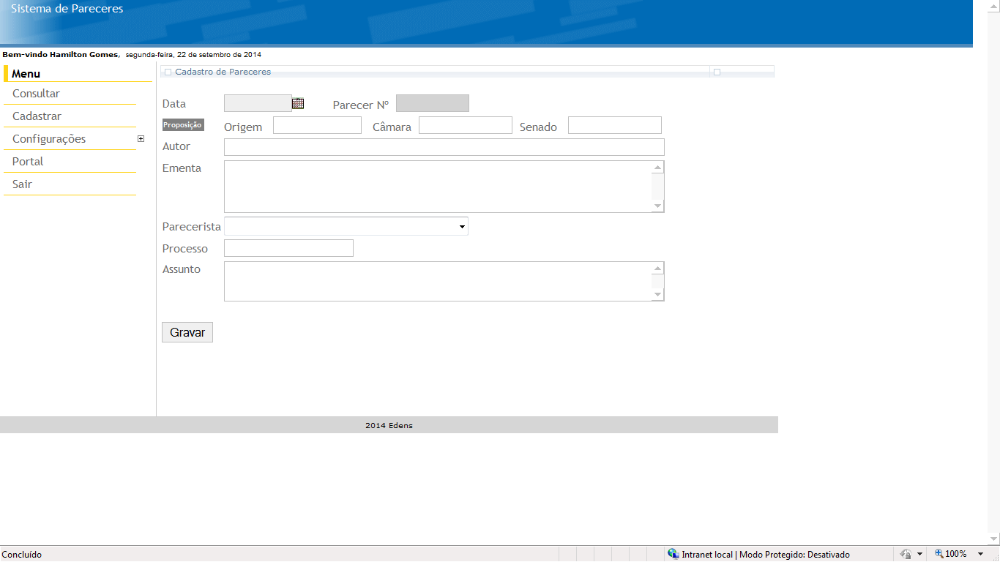 Sistema de Pareceres
Bem-vindo Hamilton Gomes, segunda-feira, 22 de setembro de 2014
Menu
Consultar
Cadastrar
Configurações
Portal
Sair
Cadastro de Pareceres
Data Parecer Nº
Proposição Origem Câmara Senado
Autor
Ementa
Parecerista
Processo
Assunto
Gravar
2014 Edens
Concluído Intranet local | Modo Protegido: Desativado 100%